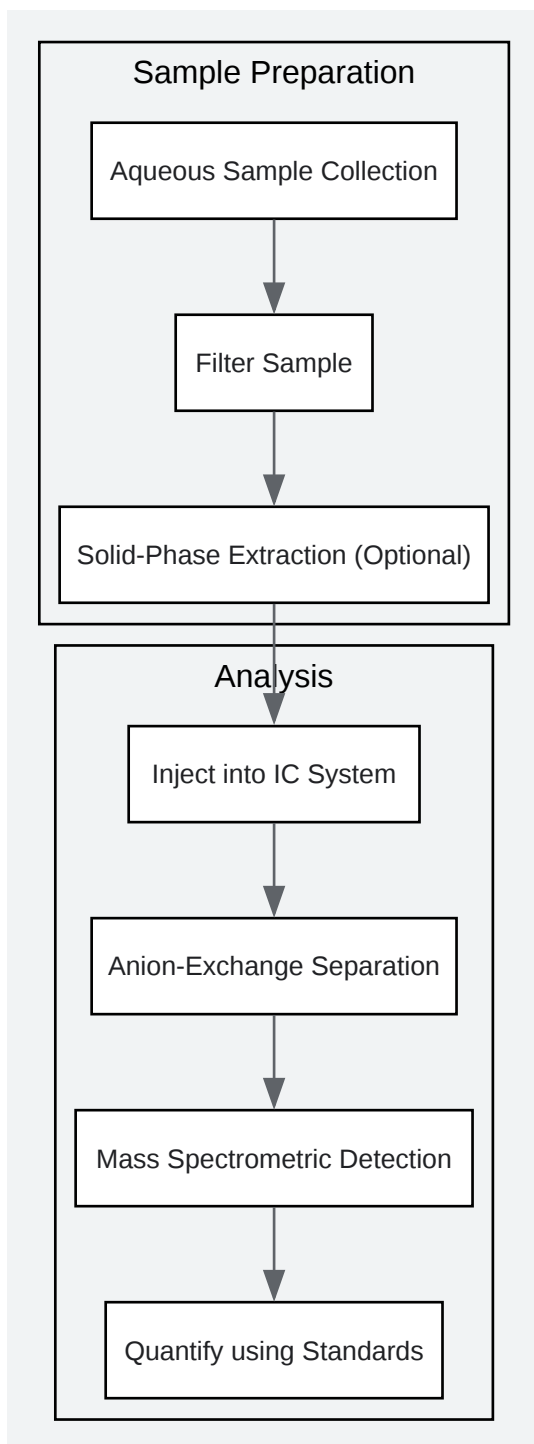 Sample Preparation
Aqueous Sample Collection
Filter Sample
Solid-Phase Extraction (Optional)
Analysis
Inject into IC System
Anion-Exchange Separation
Mass Spectrometric Detection
Quantify using Standards